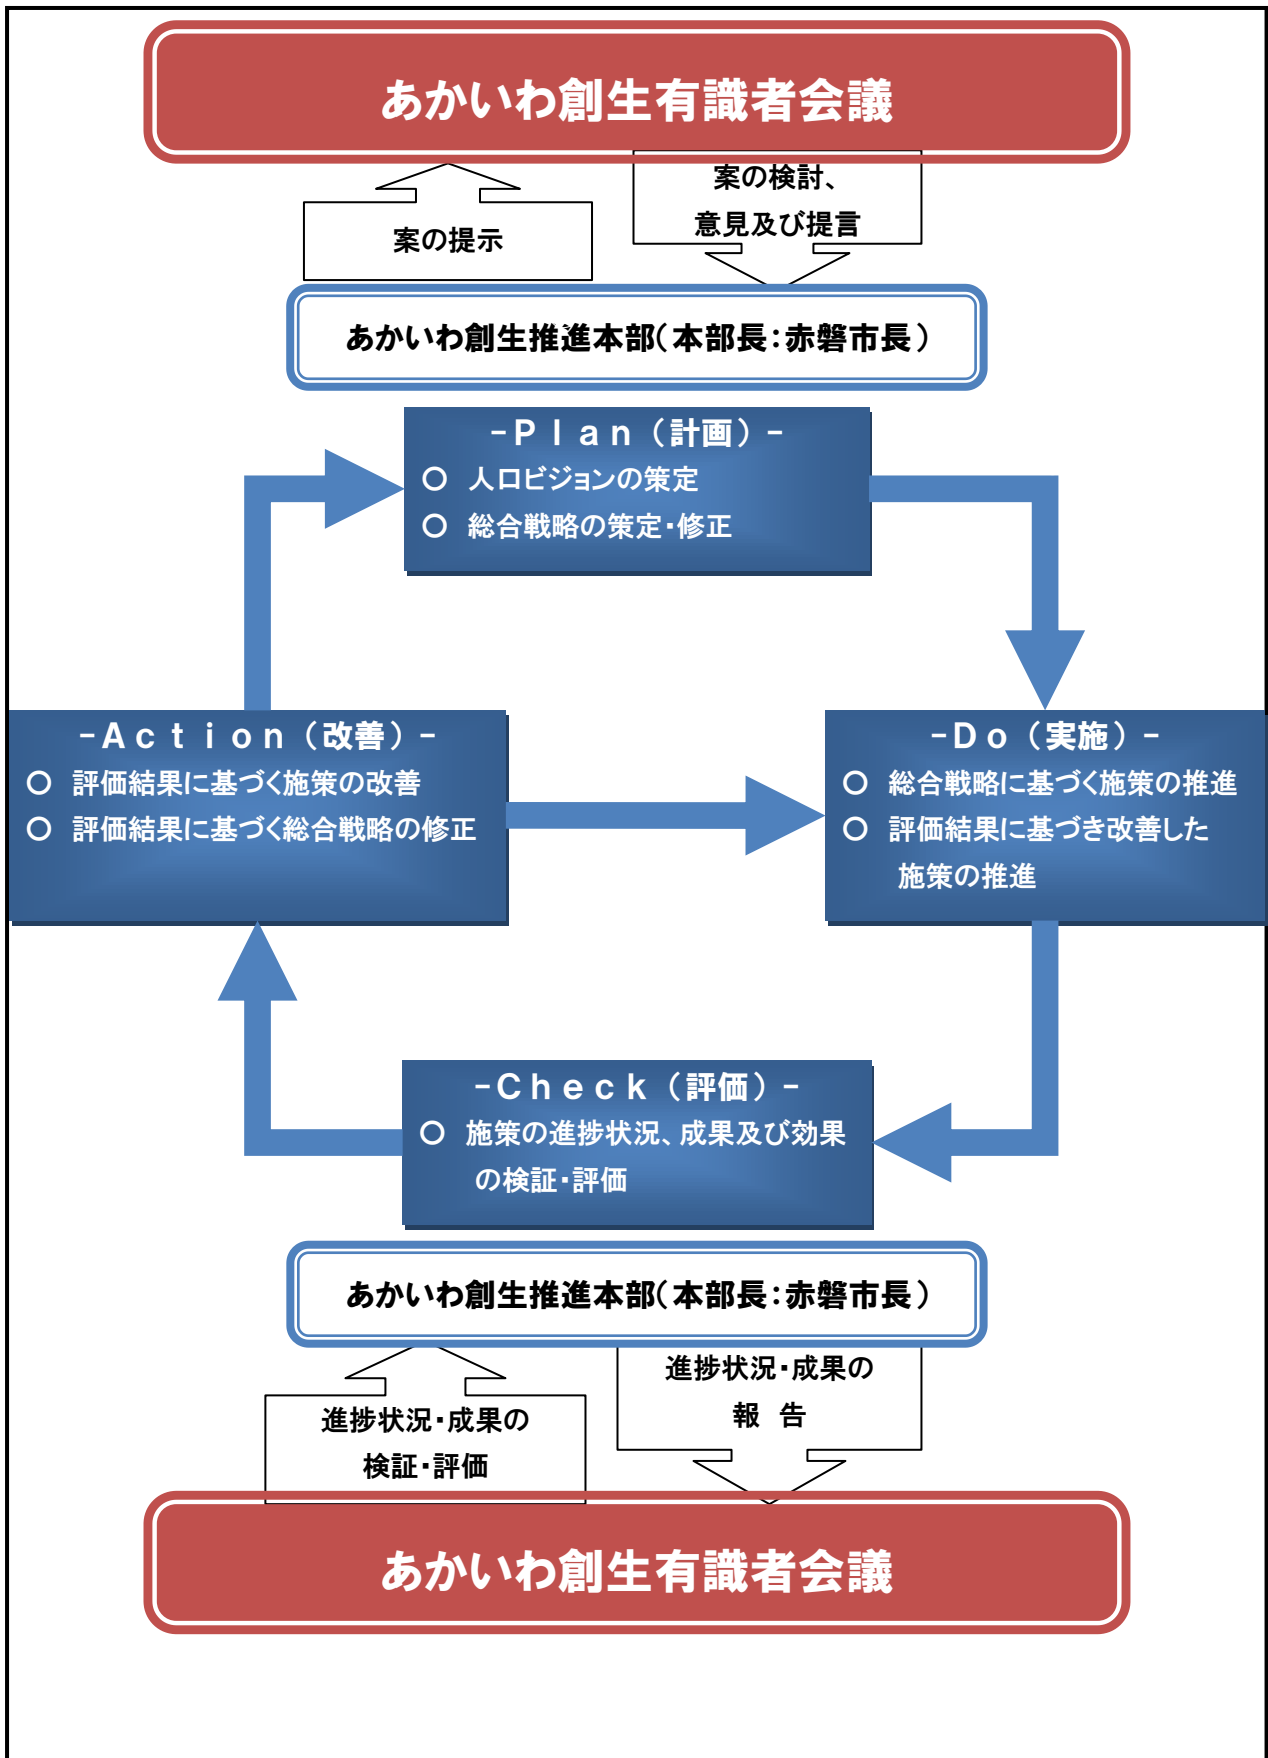 あかいわ創生有識者会議
案の検討、
意見及び提言
案の提示
あかいわ創生推進本部（本部長：赤磐市長）
－Ｐｌａｎ（計画）－
○ 人口ビジョンの策定
○ 総合戦略の策定・修正
－Ａｃｔｉｏｎ（改善）－
○ 評価結果に基づく施策の改善
○ 評価結果に基づく総合戦略の修正
－Ｄｏ（実施）－
○ 総合戦略に基づく施策の推進
○ 評価結果に基づき改善した
施策の推進
－Ｃｈｅｃｋ（評価）－
○ 施策の進捗状況、成果及び効果
の検証・評価
あかいわ創生推進本部（本部長：赤磐市長）
進捗状況・成果の
検証・評価
進捗状況・成果の
報　告
あかいわ創生有識者会議